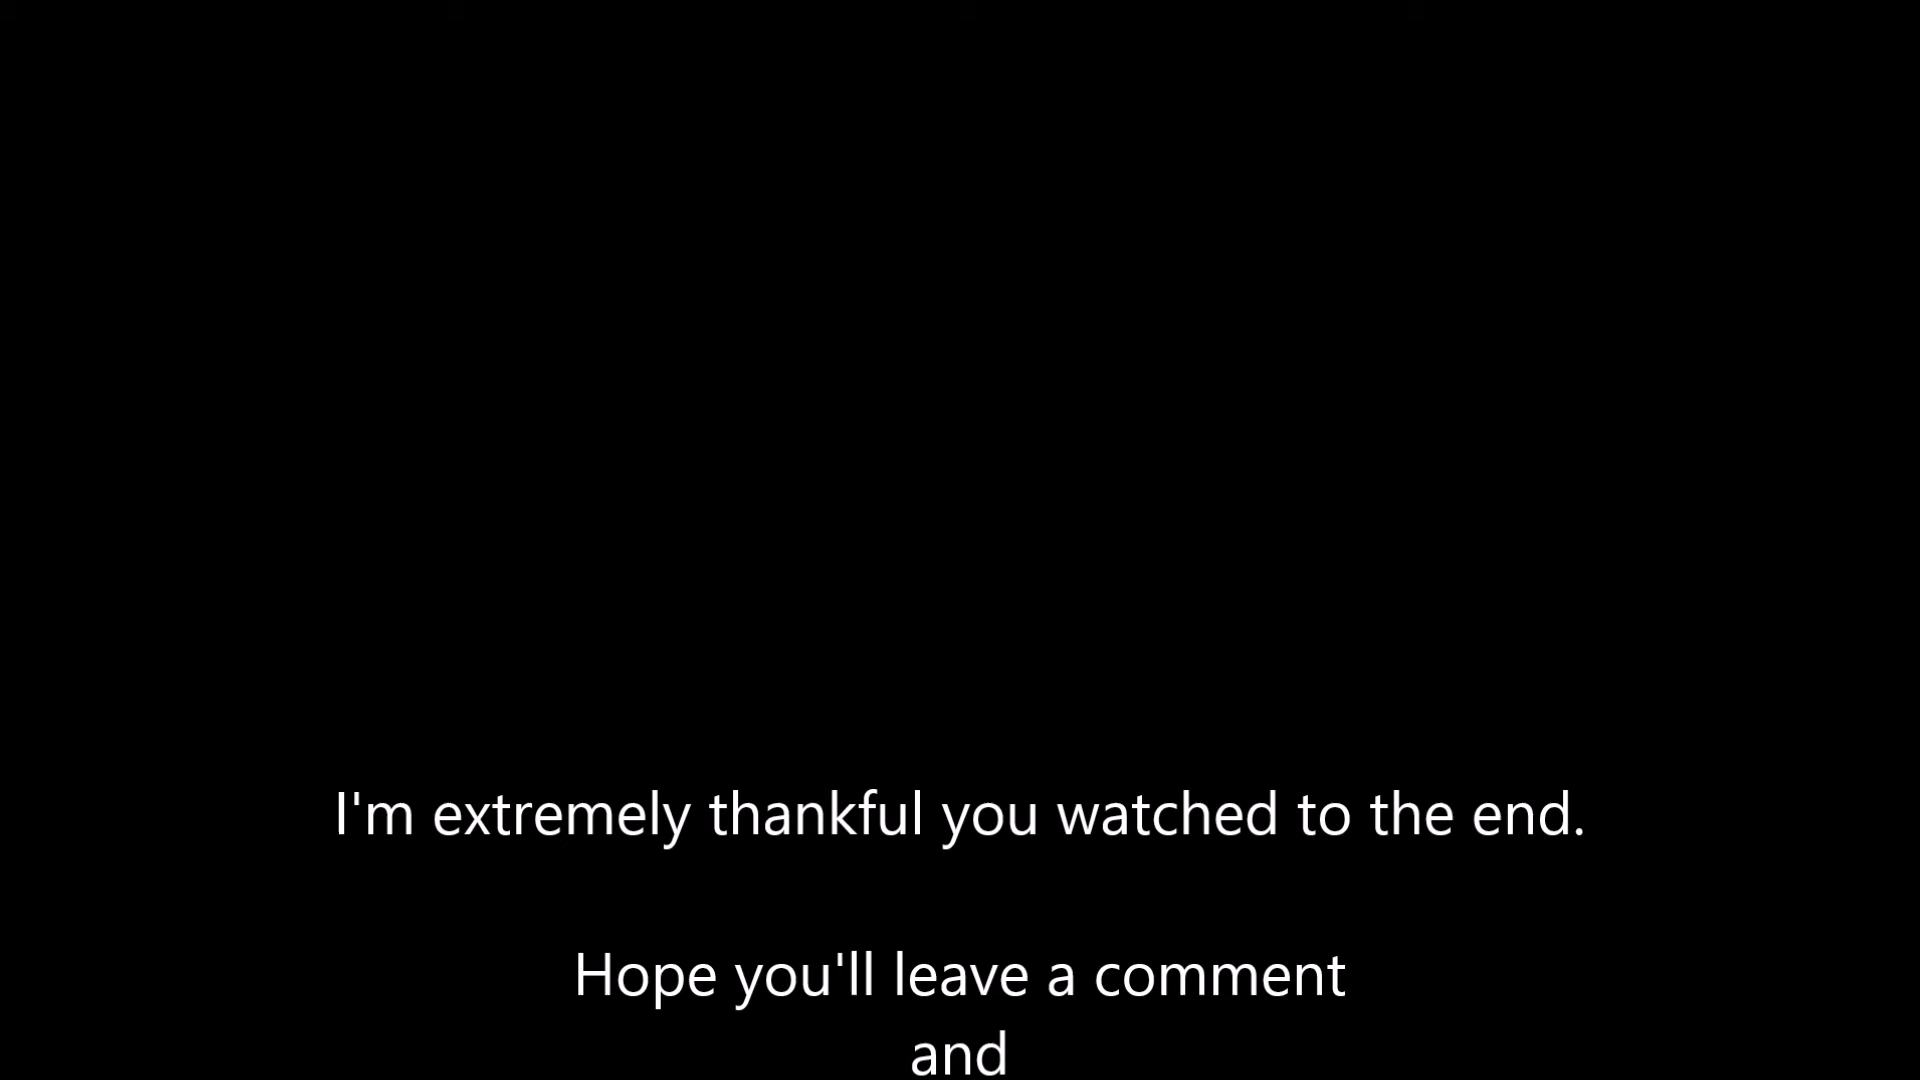 I'm extremely thankful you watched to the end.
Hope you'll leave a comment
and